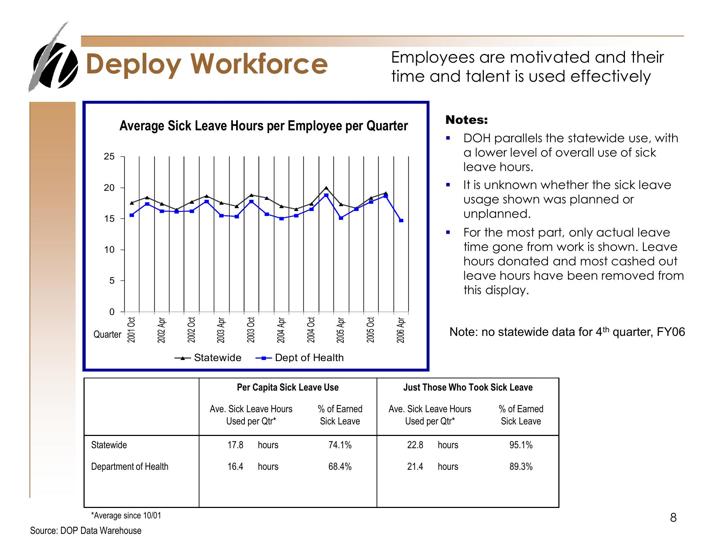 Deploy Workforce
Employees are motivated and their
time and talent is used effectively
Average Sick Leave Hours per Employee per Quarter
25
20
15
10
5
0
Quarter
2001 Oct
2002 Apr
2002 Oct
2003 Apr
2003 Oct
2004 Apr
2004 Oct
2005 Apr
2005 Oct
2006 Apr
Statewide Dept of Health
Notes:
▪ DOH parallels the statewide use, with
a lower level of overall use of sick
leave hours.
▪ It is unknown whether the sick leave
usage shown was planned or
unplanned.
▪ For the most part, only actual leave
time gone from work is shown. Leave
hours donated and most cashed out
leave hours have been removed from
this display.
Note: no statewide data for 4th quarter, FY06
Per Capita Sick Leave Use Just Those Who Took Sick Leave
Ave. Sick Leave Hours % of Earned Ave. Sick Leave Hours % of Earned
Used per Qtr* Sick Leave Used per Qtr* Sick Leave
Statewide 17.8 hours 74.1% 22.8 hours 95.1%
Department of Health 16.4 hours 68.4% 21.4 hours 89.3%
*Average since 10/01
Source: DOP Data Warehouse
8